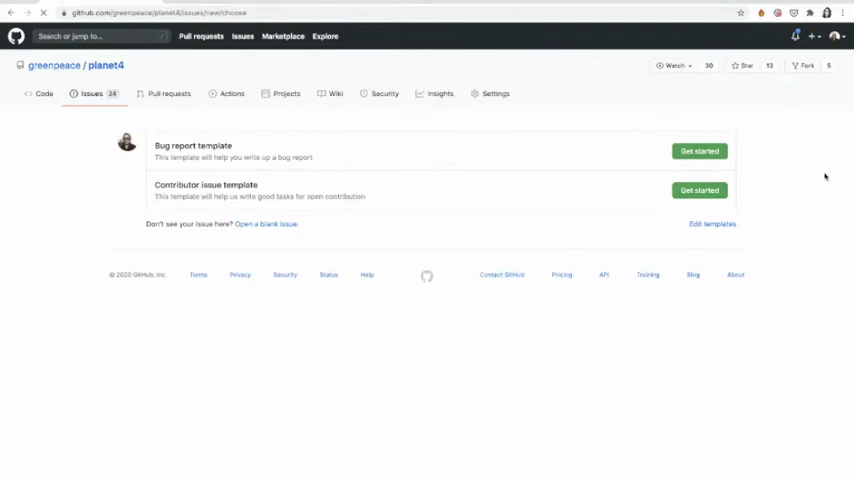 github.com/greenpeace/planet4/issues/new/choose
Search or jump to... /
Pull requests Issues Marketplace Explore
greenpeace / planet4
Watch 30 Star 13 Fork 5
Code Issues 24 Pull requests Actions Projects Wiki Security Insights Settings
Bug report template
This template will help you write up a bug report
Get started
Contributor issue template
This template will help us write good tasks for open contribution
Get started
Don't see your issue here? Open a blank issue.
Edit templates
© 2020 GitHub, Inc. Terms Privacy Security Status Help Contact GitHub Pricing API Training Blog About